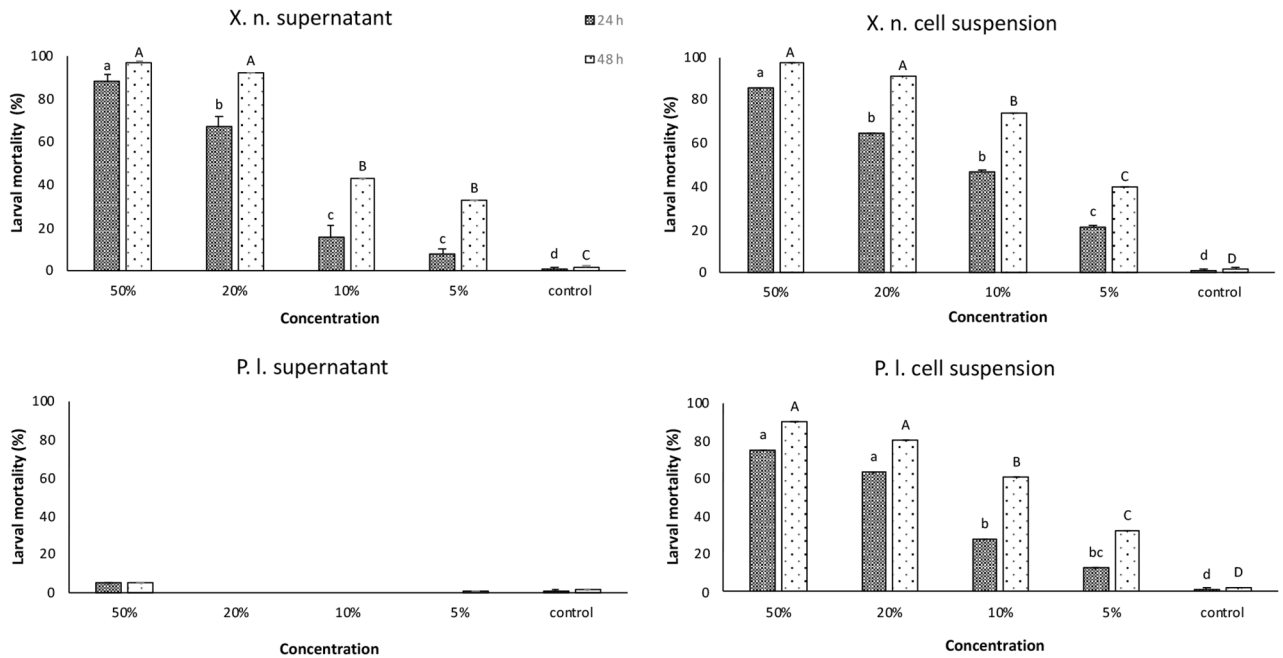 X. n. supernatant
24 h
48 h
Larval mortality (%)
100
80
60
40
20
0
a
A
b
A
c
B
c
B
d
C
50%
20%
10%
5%
control
Concentration
X. n. cell suspension
Larval mortality (%)
100
80
60
40
20
0
a
A
b
A
b
B
c
C
d
D
50%
20%
10%
5%
control
Concentration
P. l. supernatant
Larval mortality (%)
100
80
60
40
20
0
50%
20%
10%
5%
control
Concentration
P. l. cell suspension
Larval mortality (%)
100
80
60
40
20
0
a
A
a
A
b
B
bc
C
d
D
50%
20%
10%
5%
control
Concentration